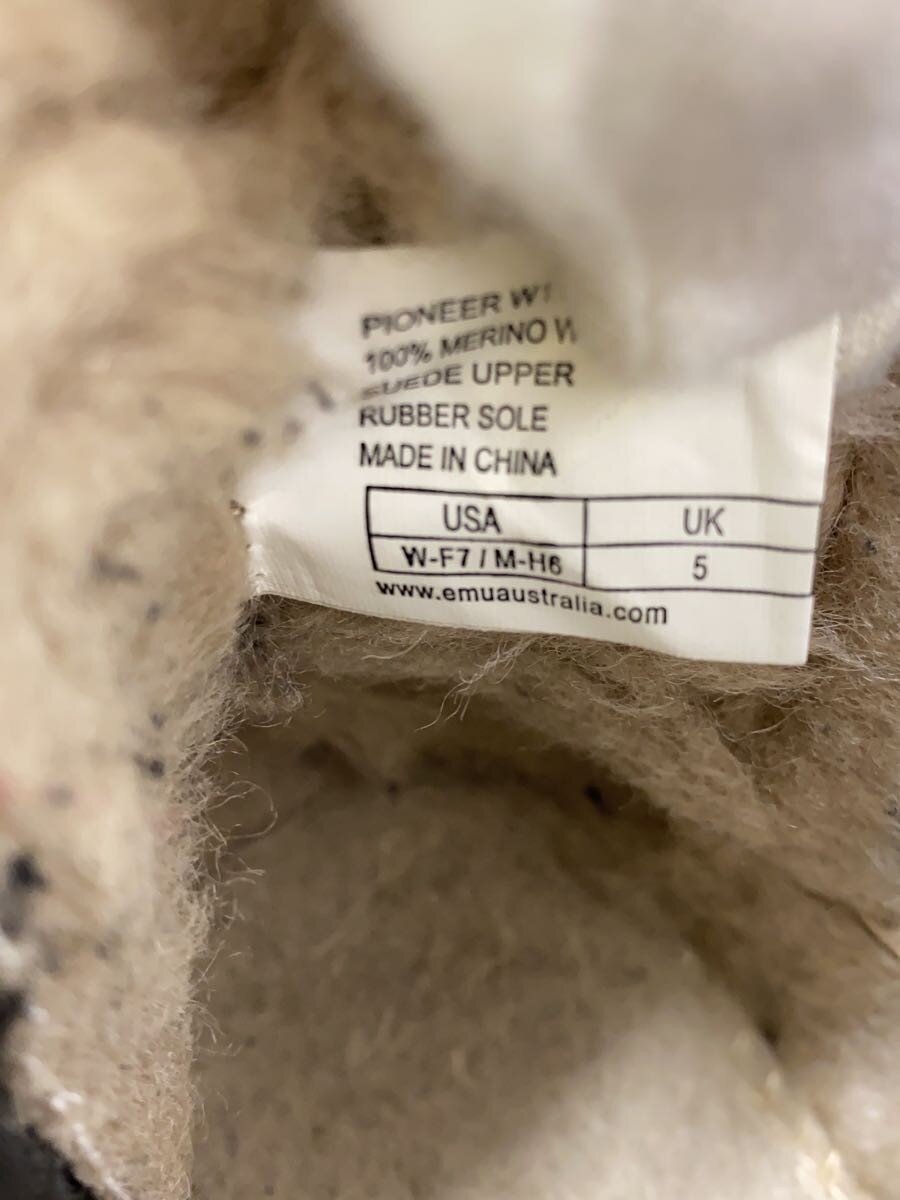 PIONEER
100% MERINO
SUEDE UPPER
RUBBER SOLE
MADE IN CHINA
USA UK
W-F7 / M-H6 5
www.emuaustralia.com